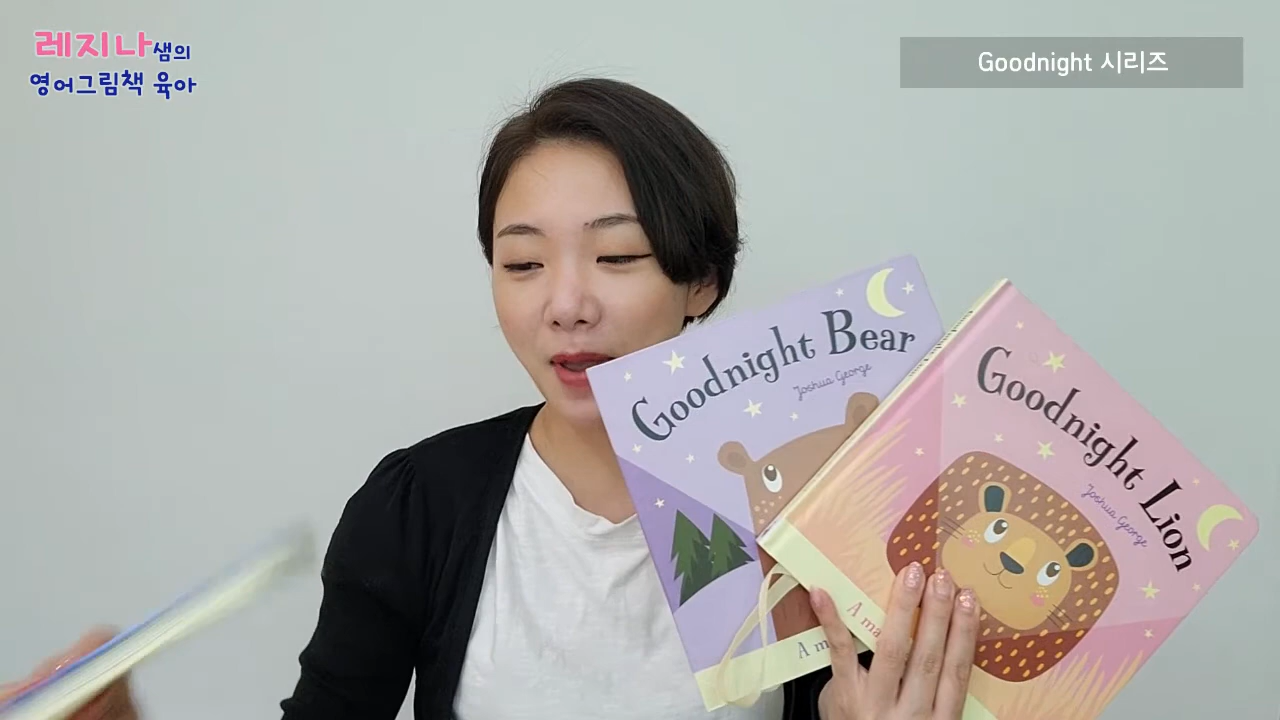 레지나샘의
영어그림책 육아
Goodnight 시리즈
Goodnight Bear
Joshua George
A m
Goodnight Lion
Joshua George
A ma